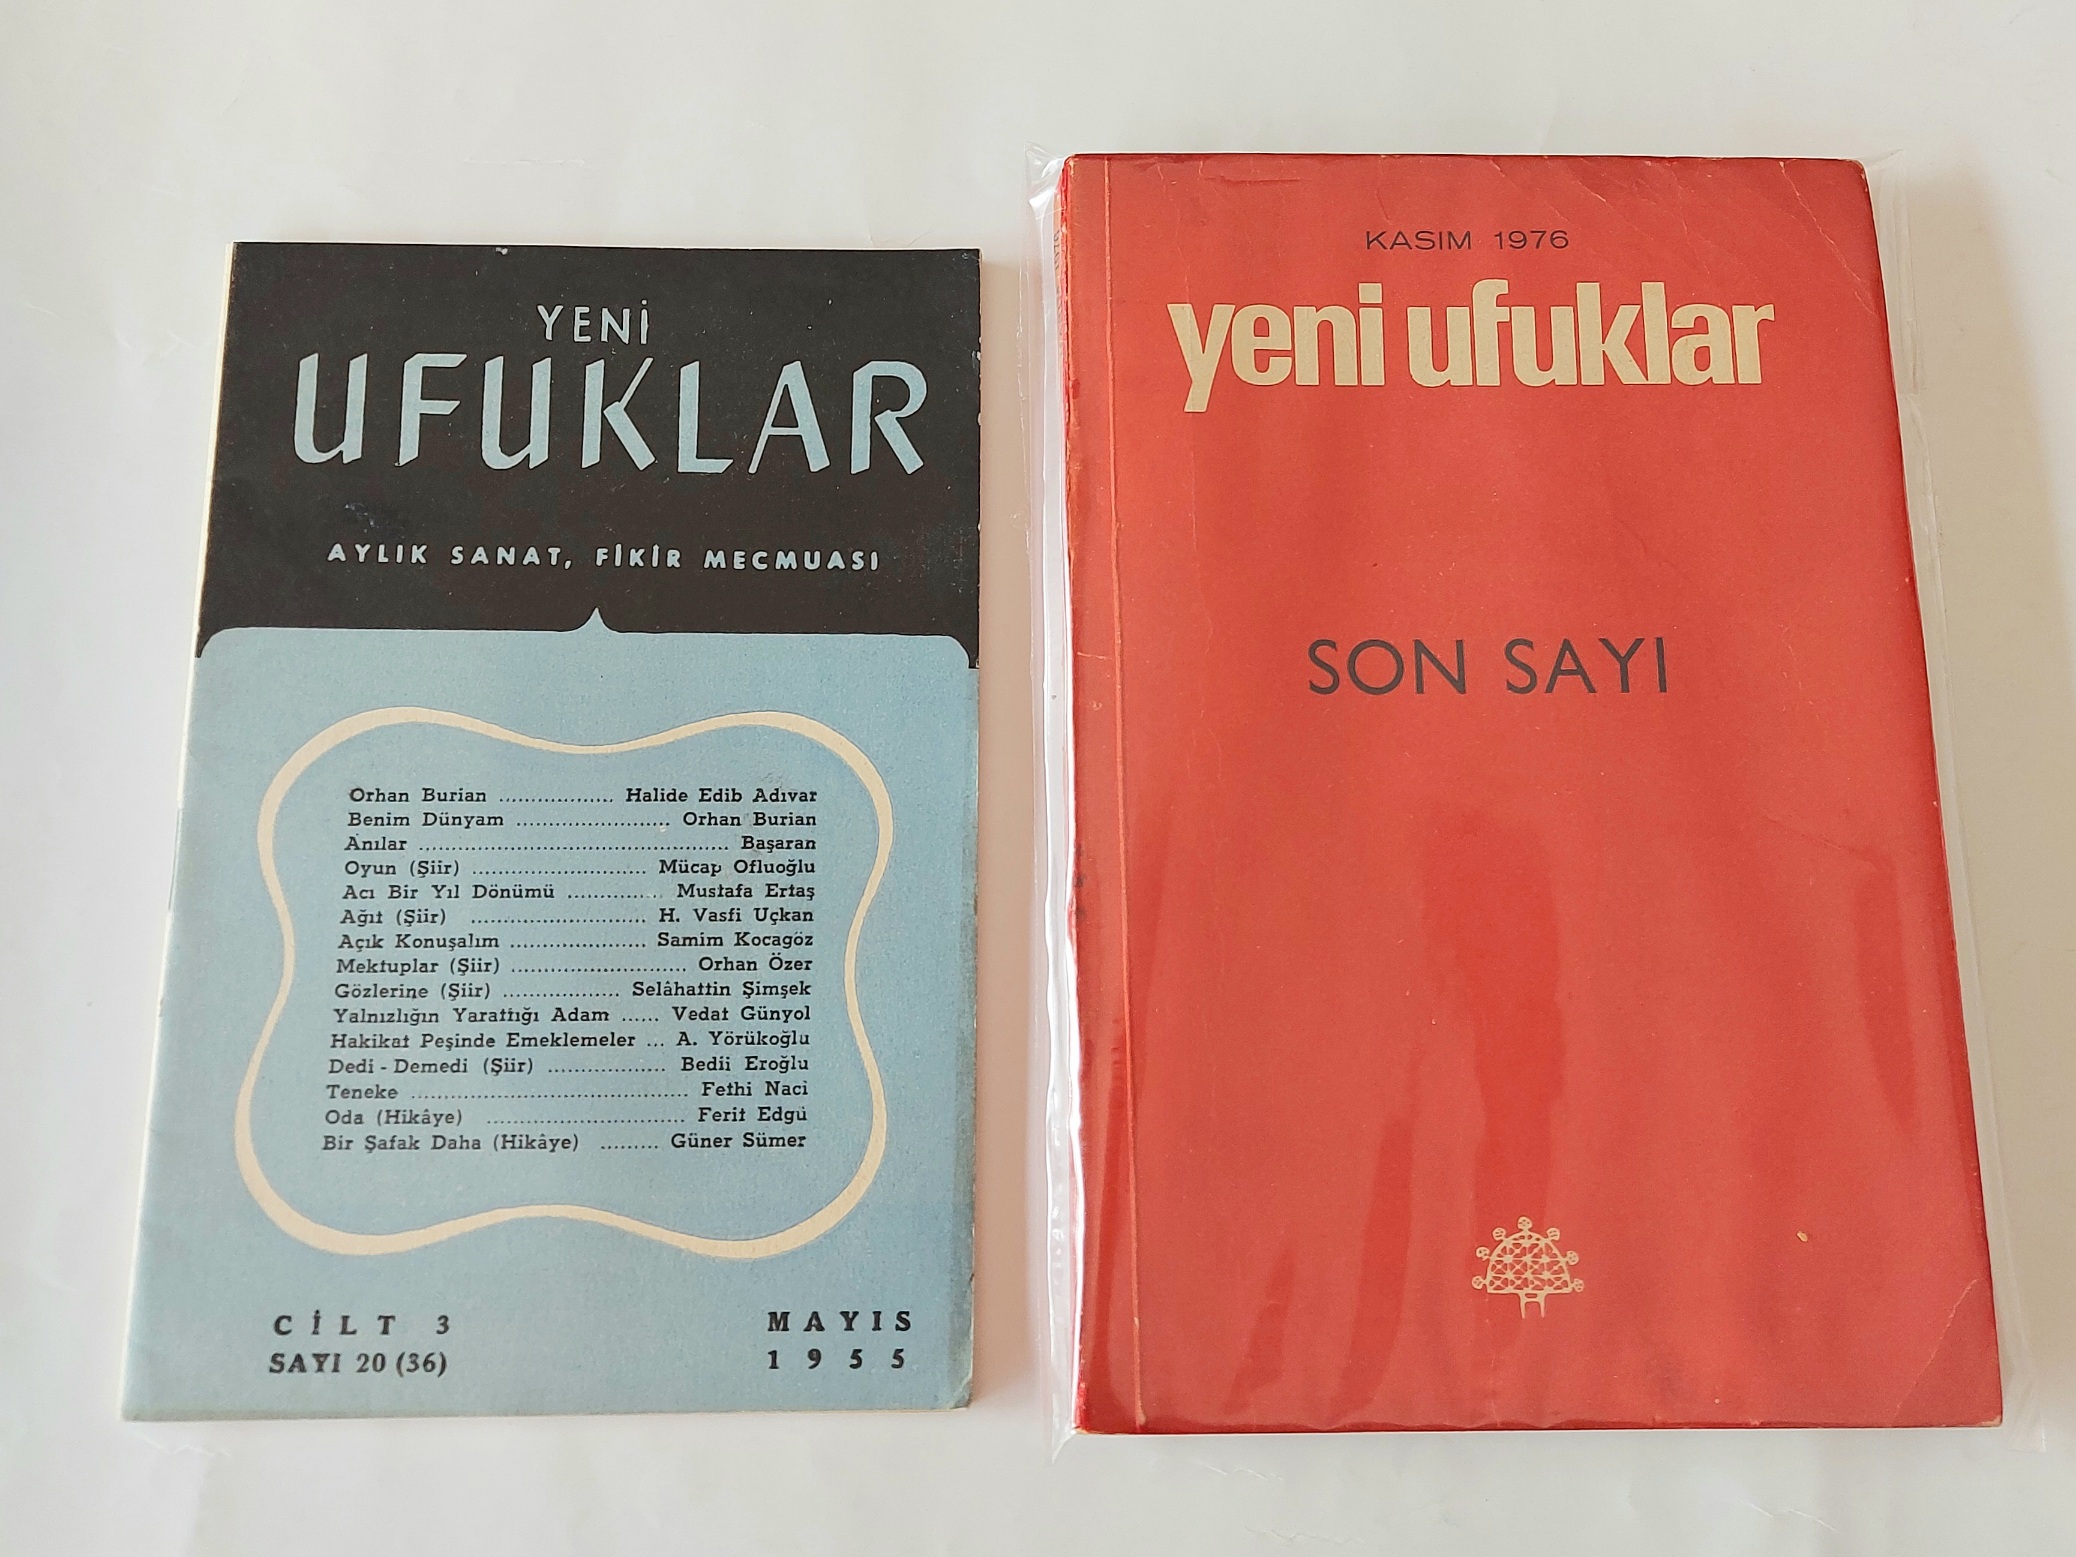 YENİ
UFUKLAR
AYLIK SANAT, FİKİR MECMUASI
Orhan Burian .................. Halide Edib Adıvar
Benim Dünyam ........................ Orhan Burian
Anılar ................................................ Başaran
Oyun (Şiir) ........................... Mücap Ofluoğlu
Acı Bir Yıl Dönümü ............... Mustafa Ertaş
Ağıt (Şiir) ........................... H. Vasfi Uçkan
Açık Konuşalım ..................... Samim Kocagöz
Mektuplar (Şiir) ........................... Orhan Özer
Gözlerine (Şiir) .................. Selâhattin Şimşek
Yalnızlığın Yarattığı Adam ...... Vedat Günyol
Hakikat Peşinde Emeklemeler ... A. Yörükoğlu
Dedi - Demedi (Şiir) .................. Bedii Eroğlu
Teneke .......................................... Fethi Naci
Oda (Hikâye) .............................. Ferit Edgü
Bir Şafak Daha (Hikâye) ......... Güner Sümer
CİLT 3
SAYI 20 (36)
MAYIS
1955
KASIM 1976
yeni ufuklar
SON SAYI